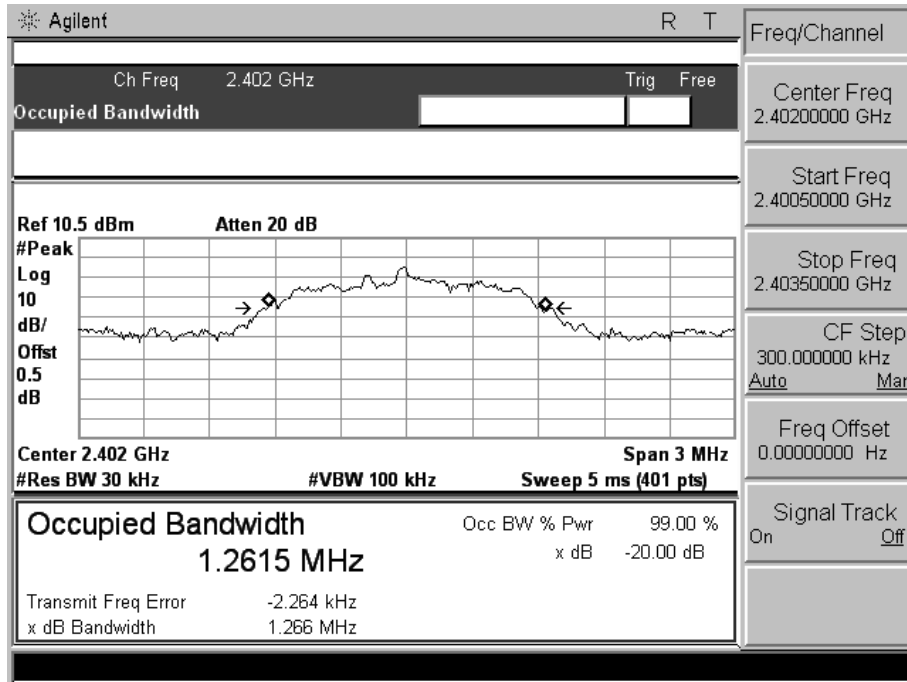 Agilent R T
Ch Freq 2.402 GHz Trig Free
Occupied Bandwidth
Ref 10.5 dBm Atten 20 dB
#Peak
Log
10
dB/
Offst
0.5
dB
Center 2.402 GHz Span 3 MHz
#Res BW 30 kHz #VBW 100 kHz Sweep 5 ms (401 pts)
Occupied Bandwidth
1.2615 MHz
Occ BW % Pwr 99.00 %
x dB -20.00 dB
Transmit Freq Error -2.264 kHz
x dB Bandwidth 1.266 MHz
Freq/Channel
Center Freq
2.40200000 GHz
Start Freq
2.40050000 GHz
Stop Freq
2.40350000 GHz
CF Step
300.000000 kHz
Auto Mar
Freq Offset
0.00000000 Hz
Signal Track
On Off